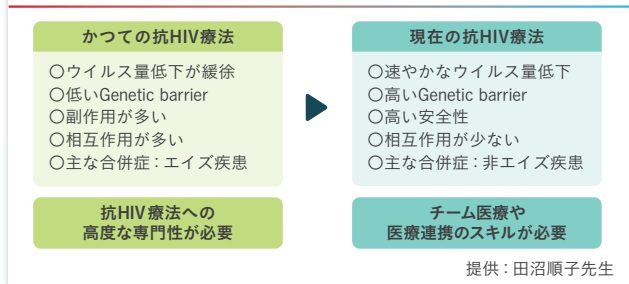 かつての抗HIV療法
〇ウイルス量低下が緩徐
〇低いGenetic barrier
〇副作用が多い
〇相互作用が多い
〇主な合併症：エイズ疾患
抗HIV療法への
高度な専門性が必要
現在の抗HIV療法
〇速やかなウイルス量低下
〇高いGenetic barrier
〇高い安全性
〇相互作用が少ない
〇主な合併症：非エイズ疾患
チーム医療や
医療連携のスキルが必要
提供：田沼順子先生